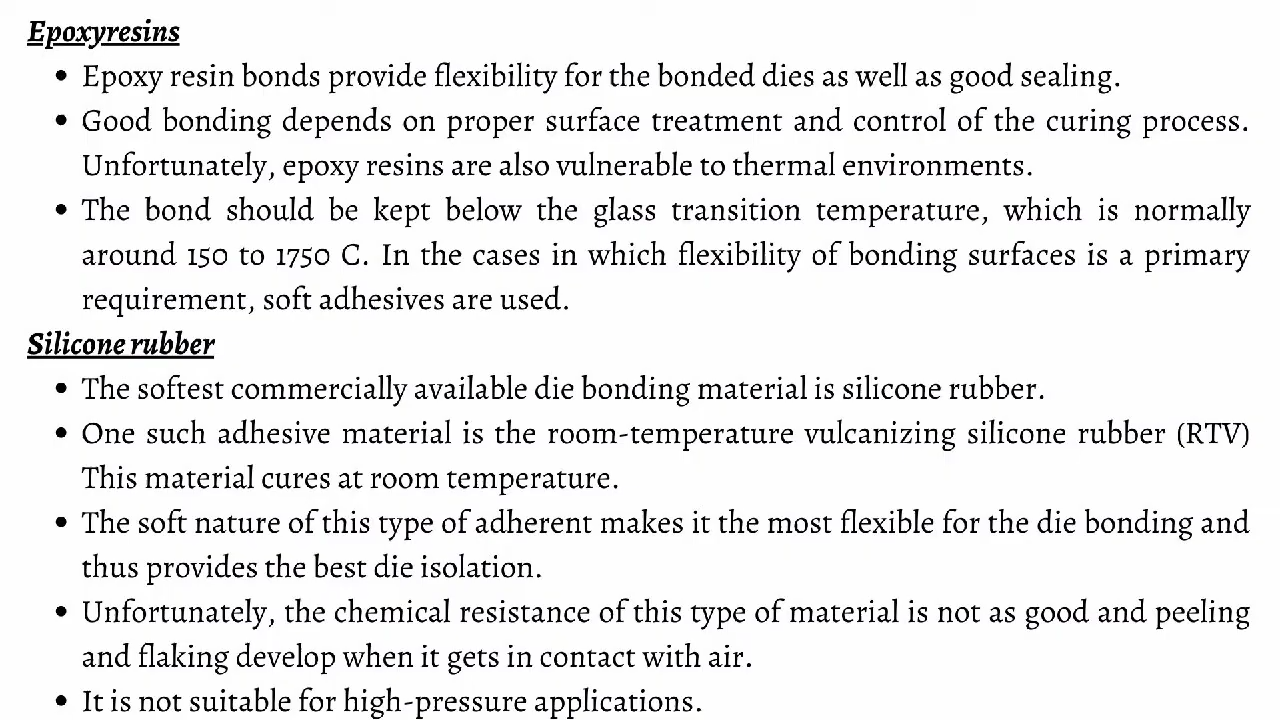 Epoxyresins
• Epoxy resin bonds provide flexibility for the bonded dies as well as good sealing.
• Good bonding depends on proper surface treatment and control of the curing process.
Unfortunately, epoxy resins are also vulnerable to thermal environments.
• The bond should be kept below the glass transition temperature, which is normally
around 150 to 1750 C. In the cases in which flexibility of bonding surfaces is a primary
requirement, soft adhesives are used.
Silicone rubber
• The softest commercially available die bonding material is silicone rubber.
• One such adhesive material is the room-temperature vulcanizing silicone rubber (RTV)
This material cures at room temperature.
• The soft nature of this type of adherent makes it the most flexible for the die bonding and
thus provides the best die isolation.
• Unfortunately, the chemical resistance of this type of material is not as good and peeling
and flaking develop when it gets in contact with air.
• It is not suitable for high-pressure applications.